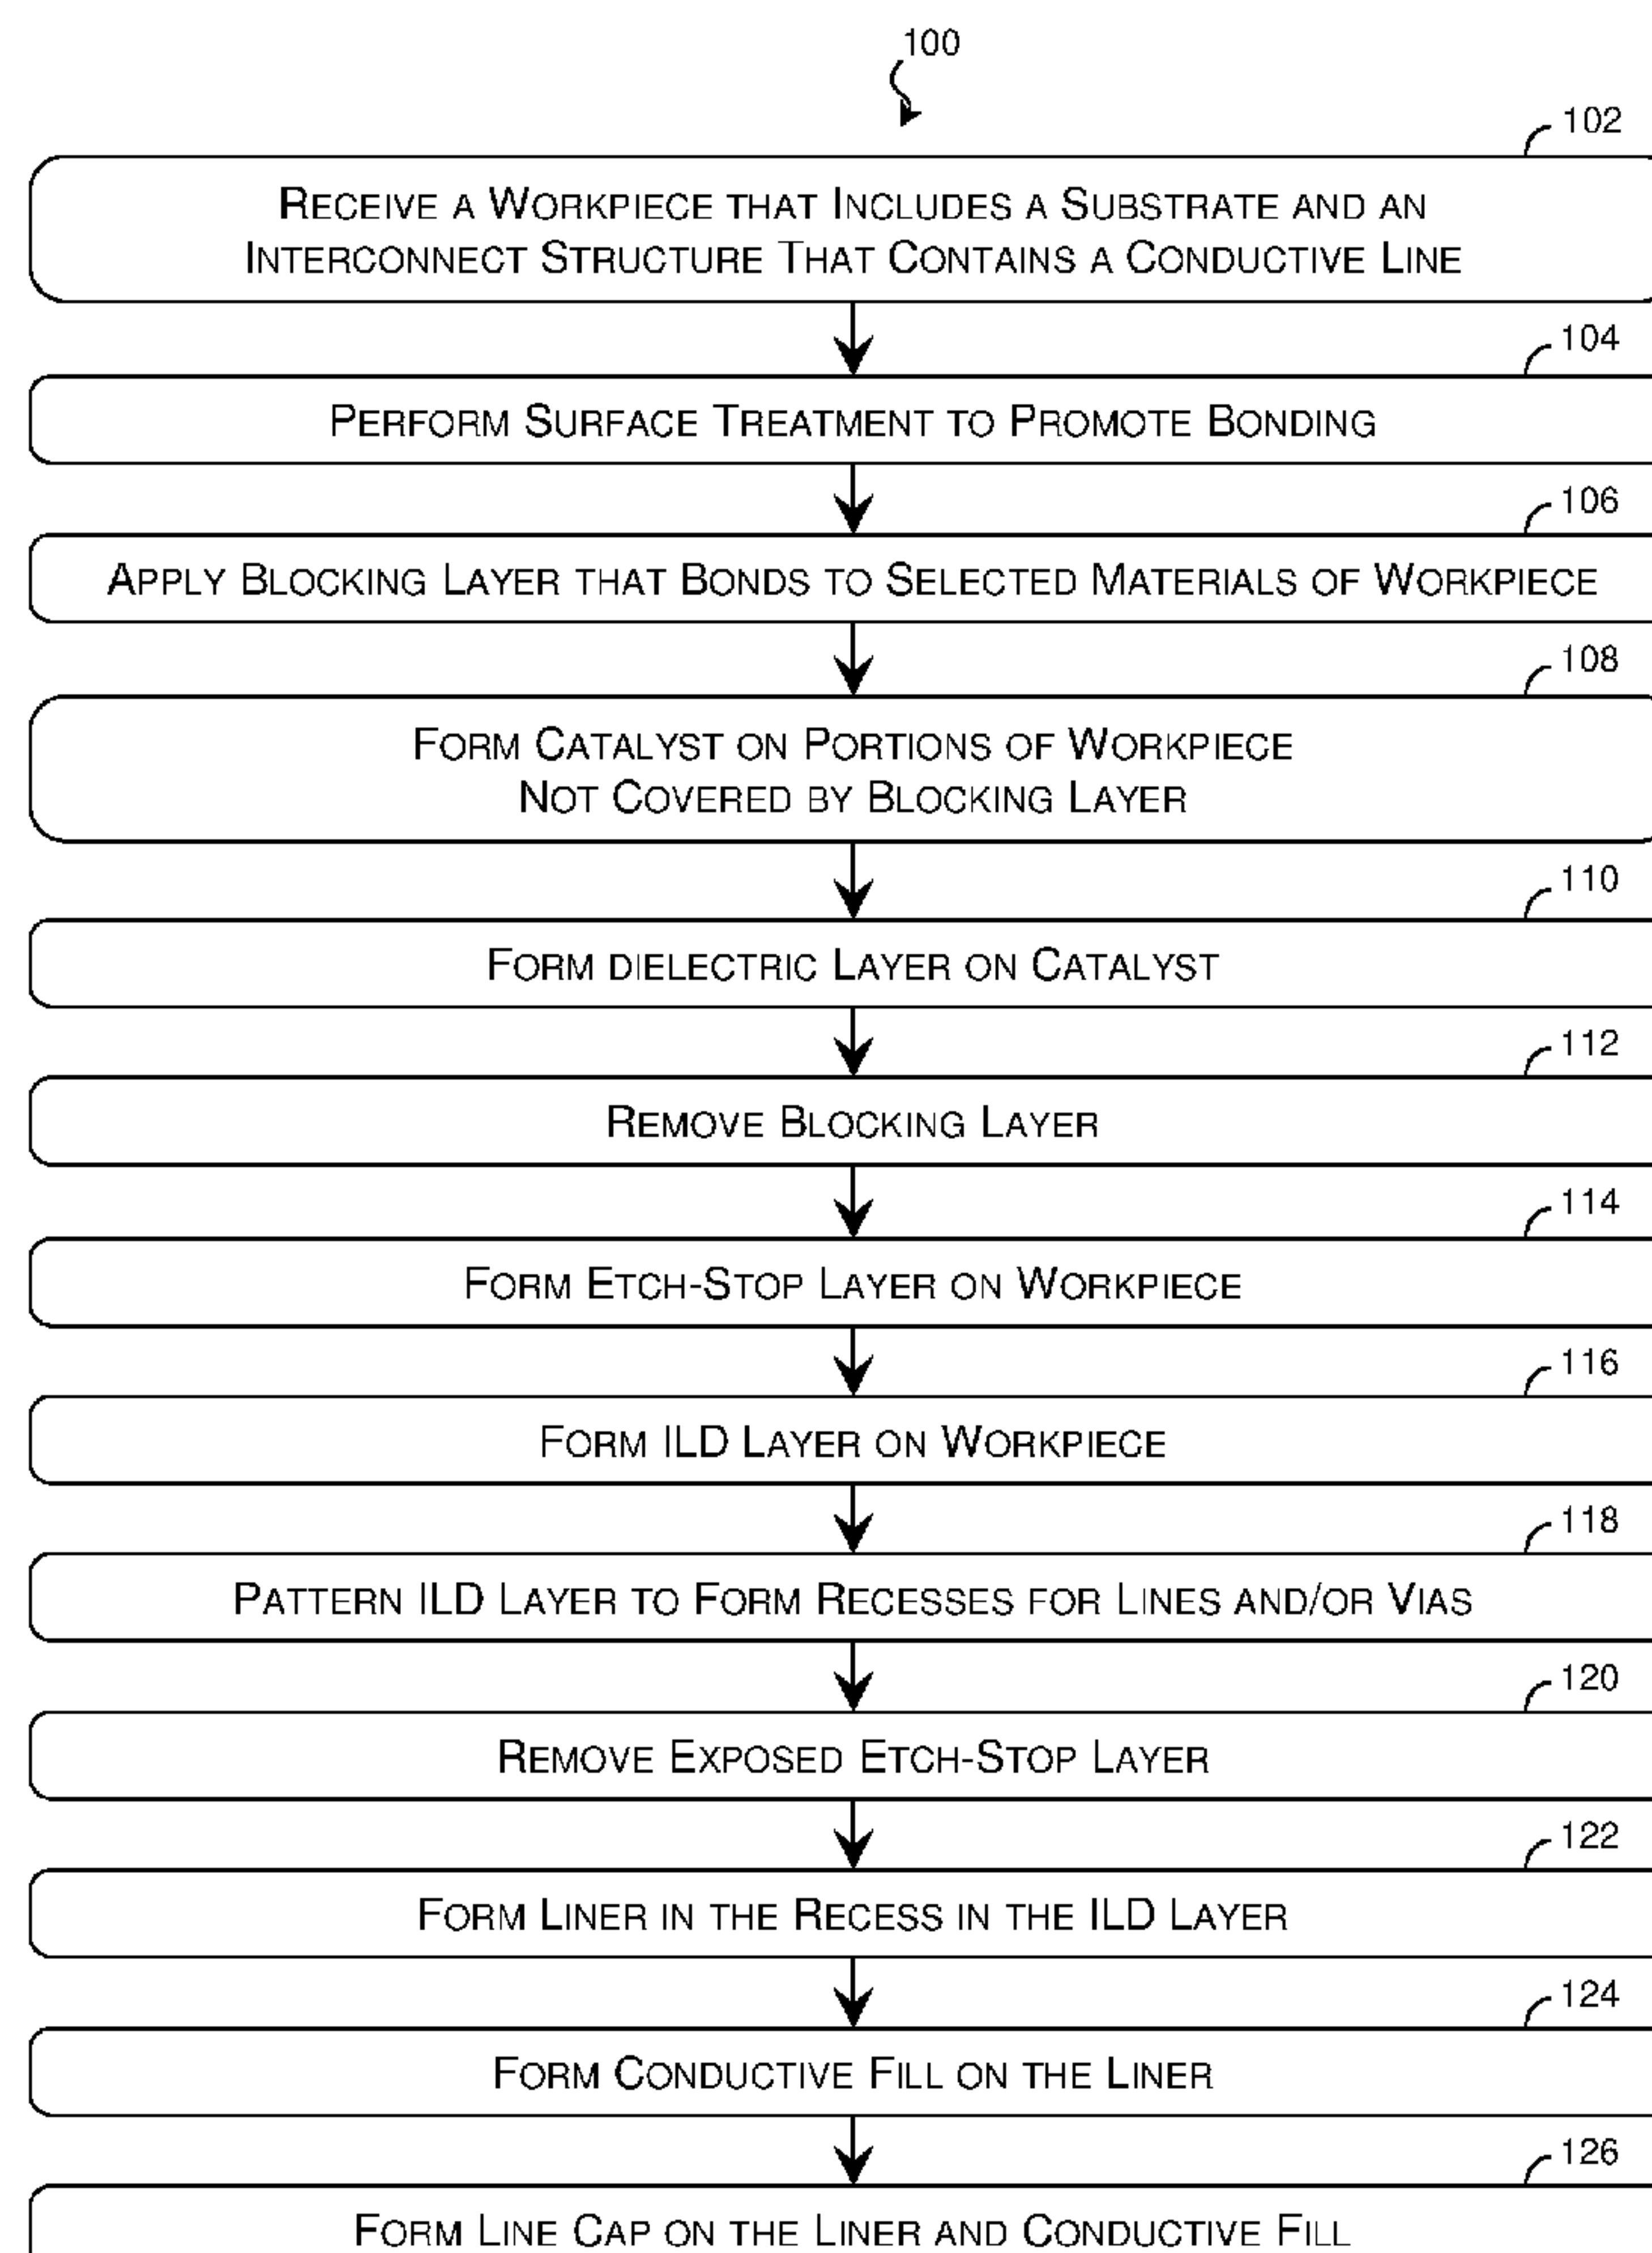 100
102
RECEIVE A WORKPIECE THAT INCLUDES A SUBSTRATE AND AN
INTERCONNECT STRUCTURE THAT CONTAINS A CONDUCTIVE LINE
104
PERFORM SURFACE TREATMENT TO PROMOTE BONDING
106
APPLY BLOCKING LAYER THAT BONDS TO SELECTED MATERIALS OF WORKPIECE
108
FORM CATALYST ON PORTIONS OF WORKPIECE
NOT COVERED BY BLOCKING LAYER
110
FORM DIELECTRIC LAYER ON CATALYST
112
REMOVE BLOCKING LAYER
114
FORM ETCH-STOP LAYER ON WORKPIECE
116
FORM ILD LAYER ON WORKPIECE
118
PATTERN ILD LAYER TO FORM RECESSES FOR LINES AND/OR VIAS
120
REMOVE EXPOSED ETCH-STOP LAYER
122
FORM LINER IN THE RECESS IN THE ILD LAYER
124
FORM CONDUCTIVE FILL ON THE LINER
126
FORM LINE CAP ON THE LINER AND CONDUCTIVE FILL